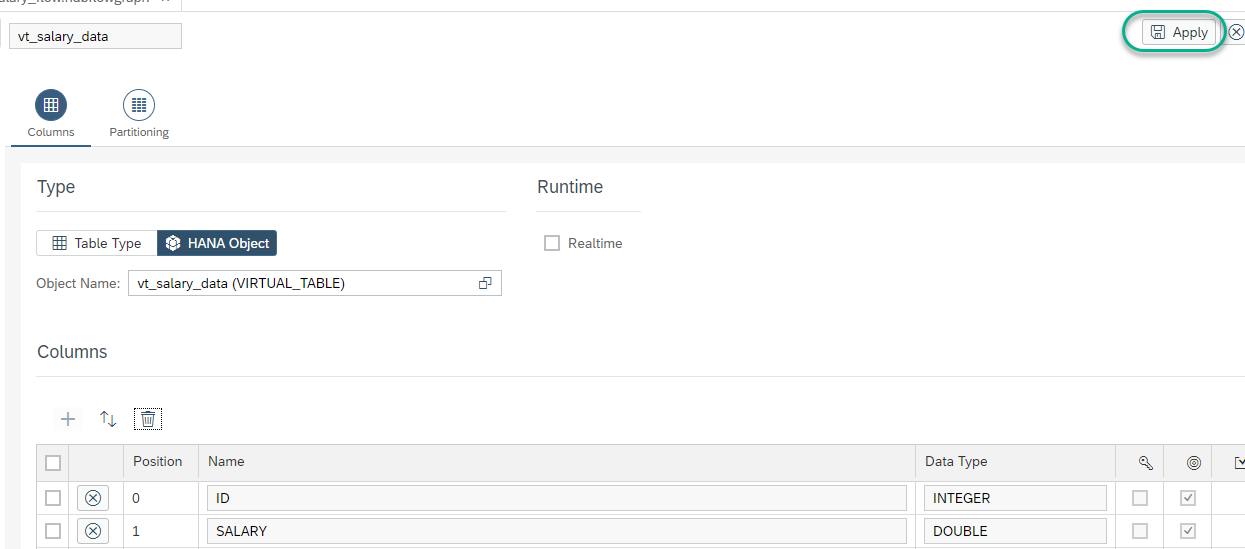 vt_salary_data
Apply
Columns
Partitioning
Type
Runtime
Table Type
HANA Object
Realtime
Object Name:
vt_salary_data (VIRTUAL_TABLE)
Columns
Position
Name
Data Type
0
ID
INTEGER
1
SALARY
DOUBLE